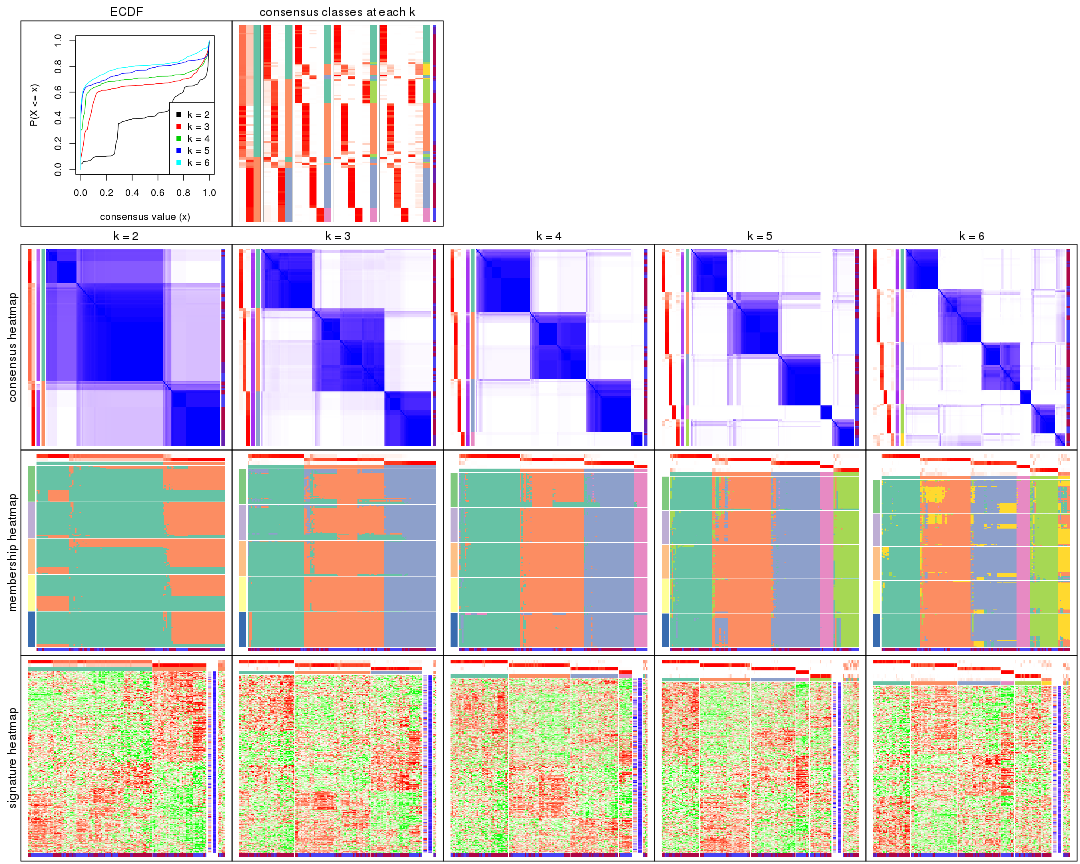 ECDF
consensus classes at each k
P(X <= x)
0.0
0.2
0.4
0.6
0.8
1.0
k = 2
k = 3
k = 4
k = 5
k = 6
0.0 0.2 0.4 0.6 0.8 1.0
consensus value (x)
k = 2
k = 3
k = 4
k = 5
k = 6
consensus heatmap
membership heatmap
signature heatmap